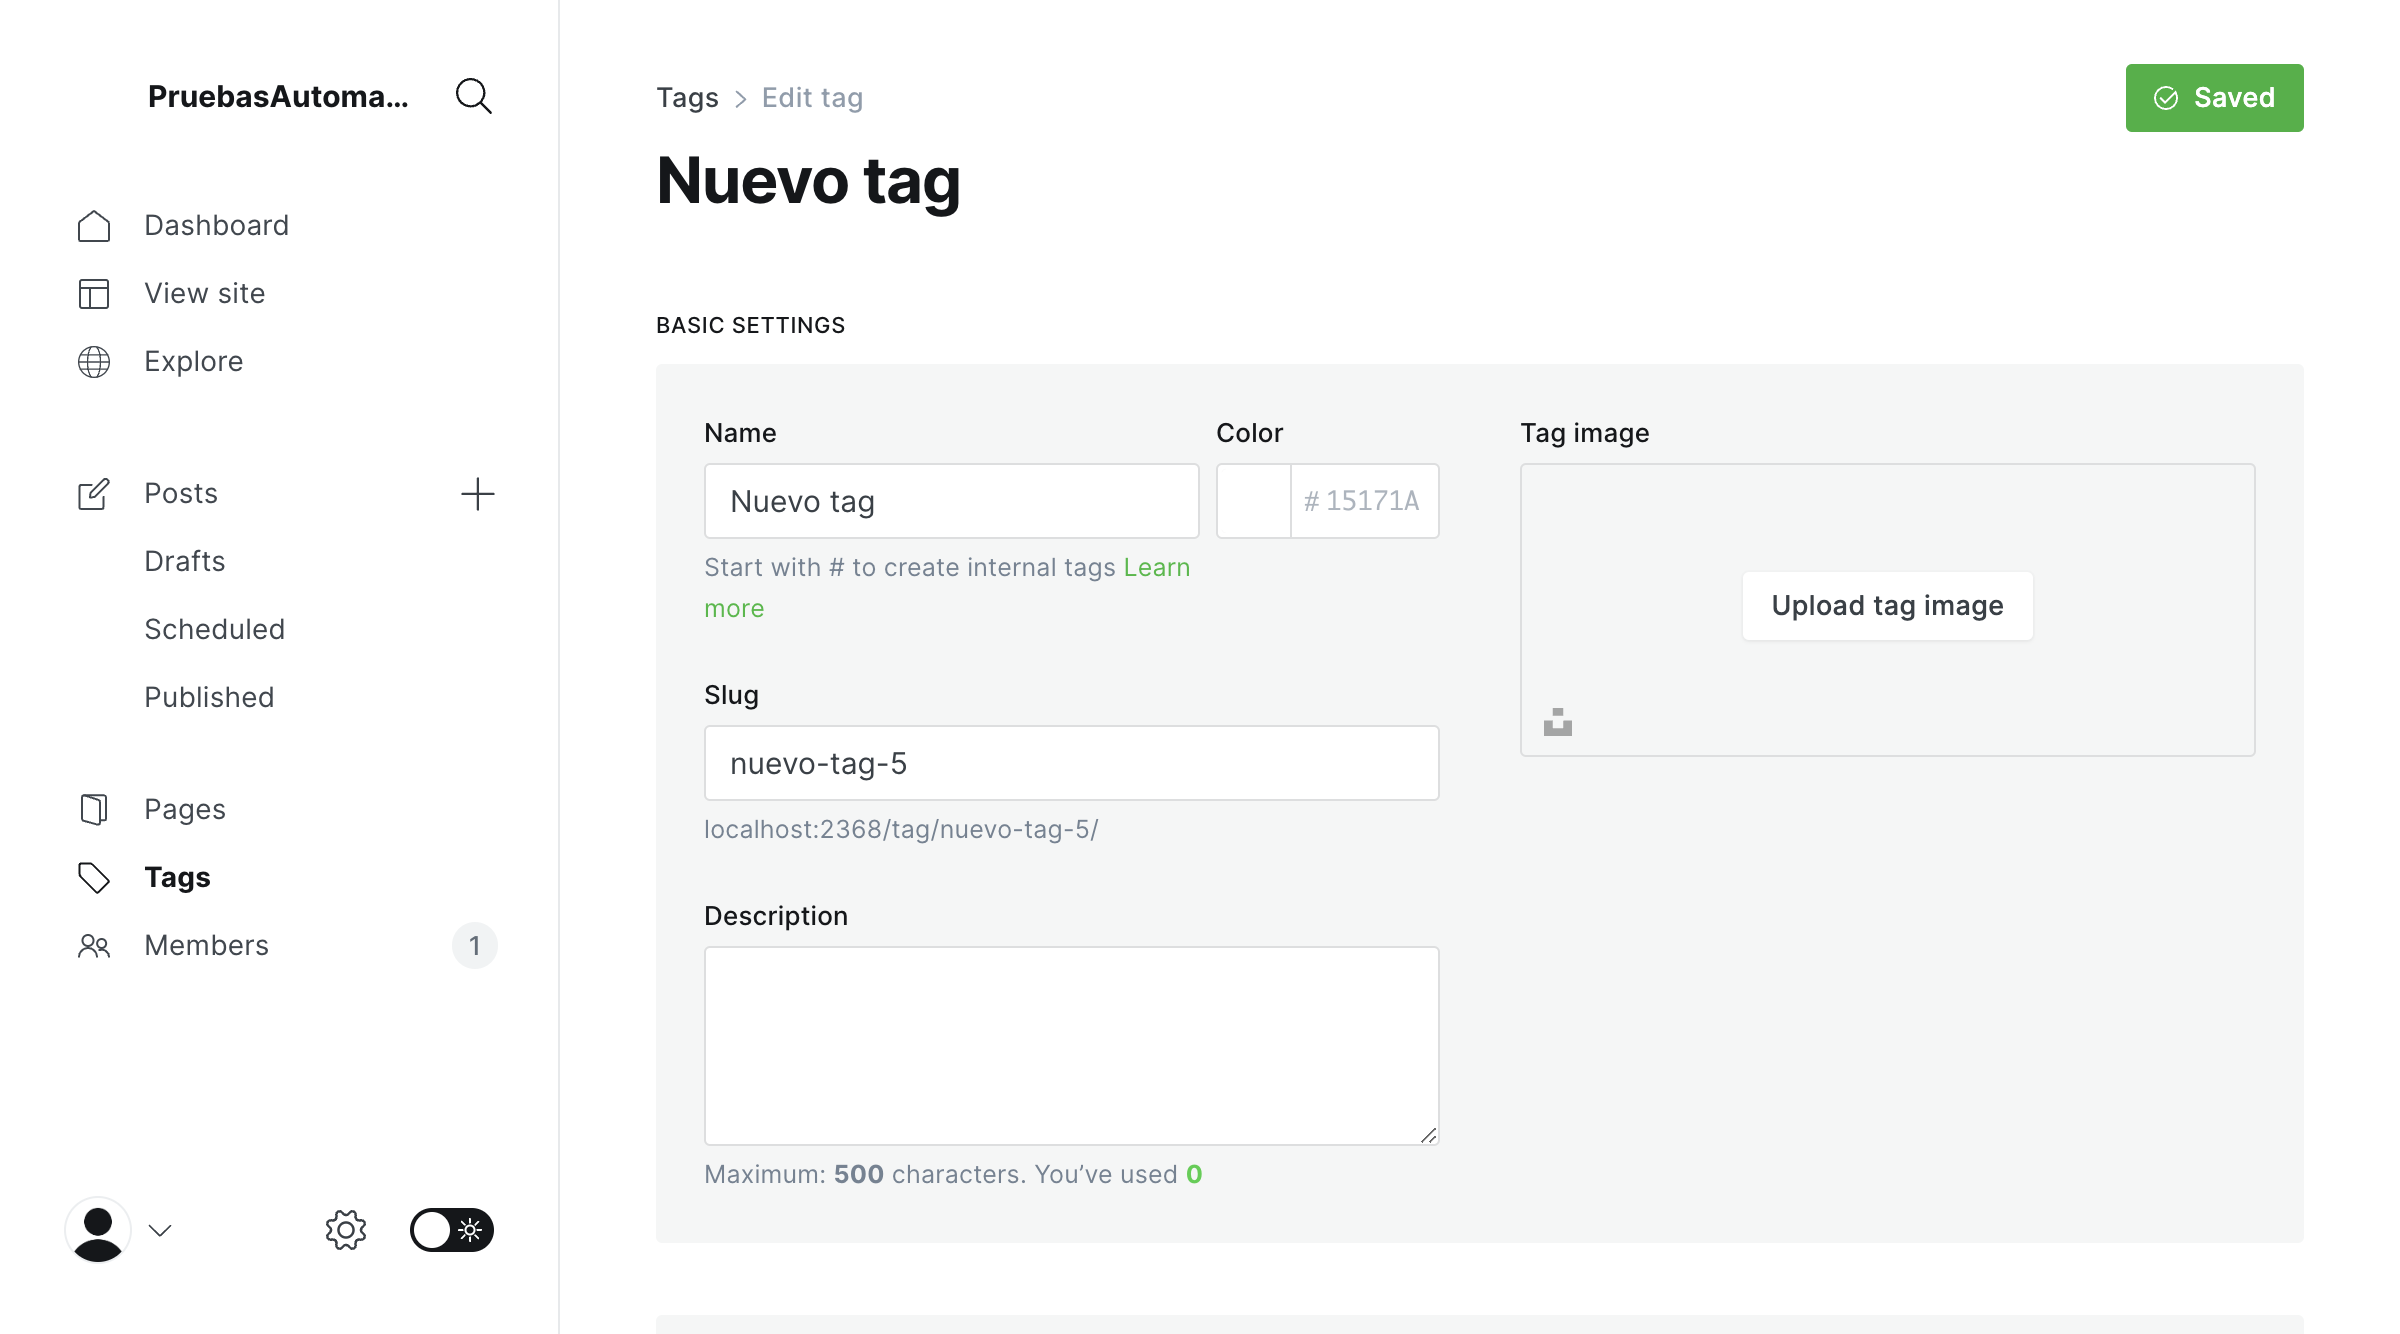 PruebasAutoma...
Dashboard
View site
Explore
Posts
Drafts
Scheduled
Published
Pages
Tags
Members 1
Tags > Edit tag
Saved
Nuevo tag
BASIC SETTINGS
Name
Nuevo tag
Start with # to create internal tags Learn
more
Color
# 15171A
Slug
nuevo-tag-5
localhost:2368/tag/nuevo-tag-5/
Description
Maximum: 500 characters. You’ve used 0
Tag image
Upload tag image